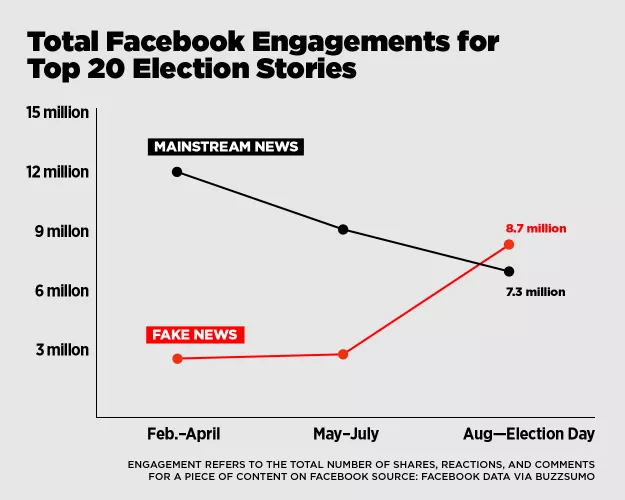 Total Facebook Engagements for
Top 20 Election Stories
15 million
MAINSTREAM NEWS
12 million
9 millon
8.7 million
6 millon
7.3 million
FAKE NEWS
3 millon
Feb.–April
May–July
Aug—Election Day
ENGAGEMENT REFERS TO THE TOTAL NUMBER OF SHARES, REACTIONS, AND COMMENTS
FOR A PIECE OF CONTENT ON FACEBOOK SOURCE: FACEBOOK DATA VIA BUZZSUMO